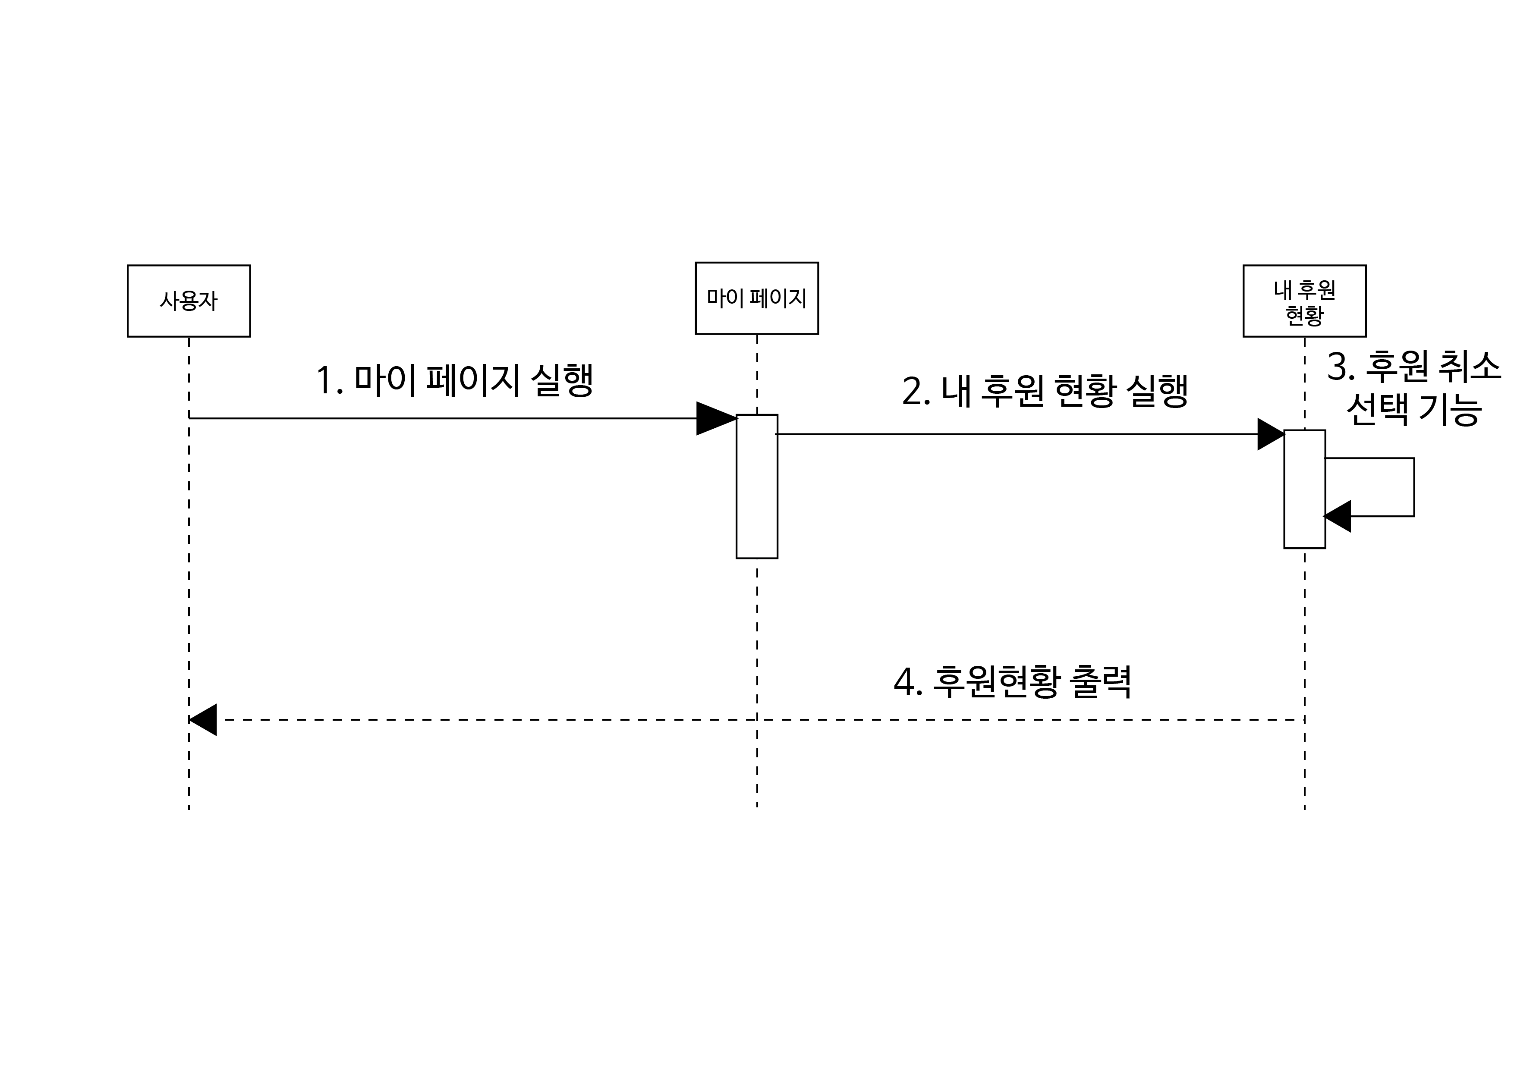 사용자
마이 페이지
내 후원
현황
1. 마이 페이지 실행
2. 내 후원 현황 실행
3. 후원 취소
선택 기능
4. 후원현황 출력